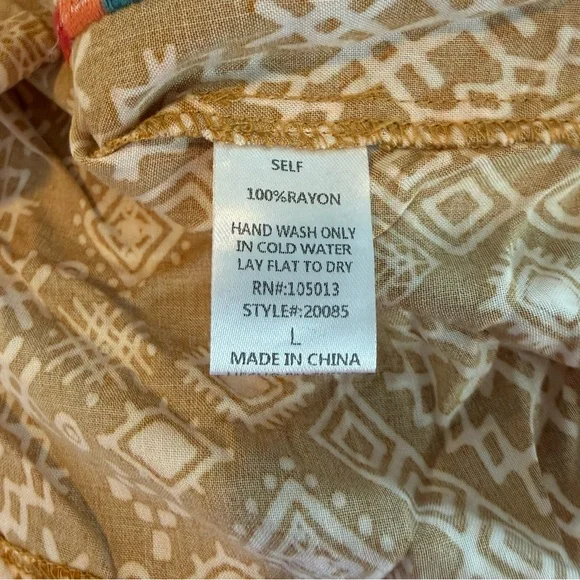 SELF
100%RAYON
HAND WASH ONLY
IN COLD WATER
LAY FLAT TO DRY
RN#:105013
STYLE#:20085
L
MADE IN CHINA